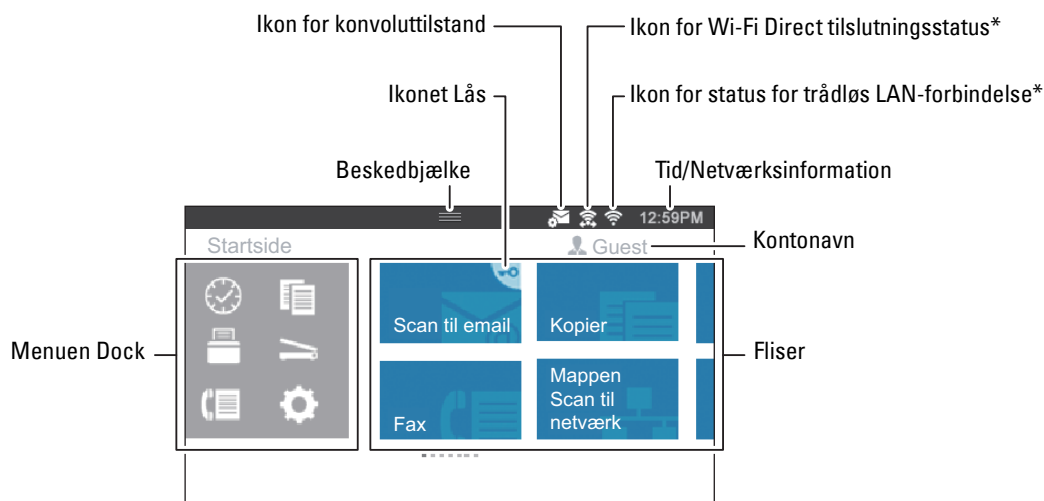 Ikon for konvoluttilstand
Ikon for Wi-Fi Direct tilslutningsstatus*
Ikonet Lås
Ikon for status for trådløs LAN-forbindelse*
Beskedbjælke
Tid/Netværksinformation
12:59PM
Startside
Guest
Kontonavn
Scan til email
Kopier
Menuen Dock
Fliser
Fax
Mappen
Scan til
netværk